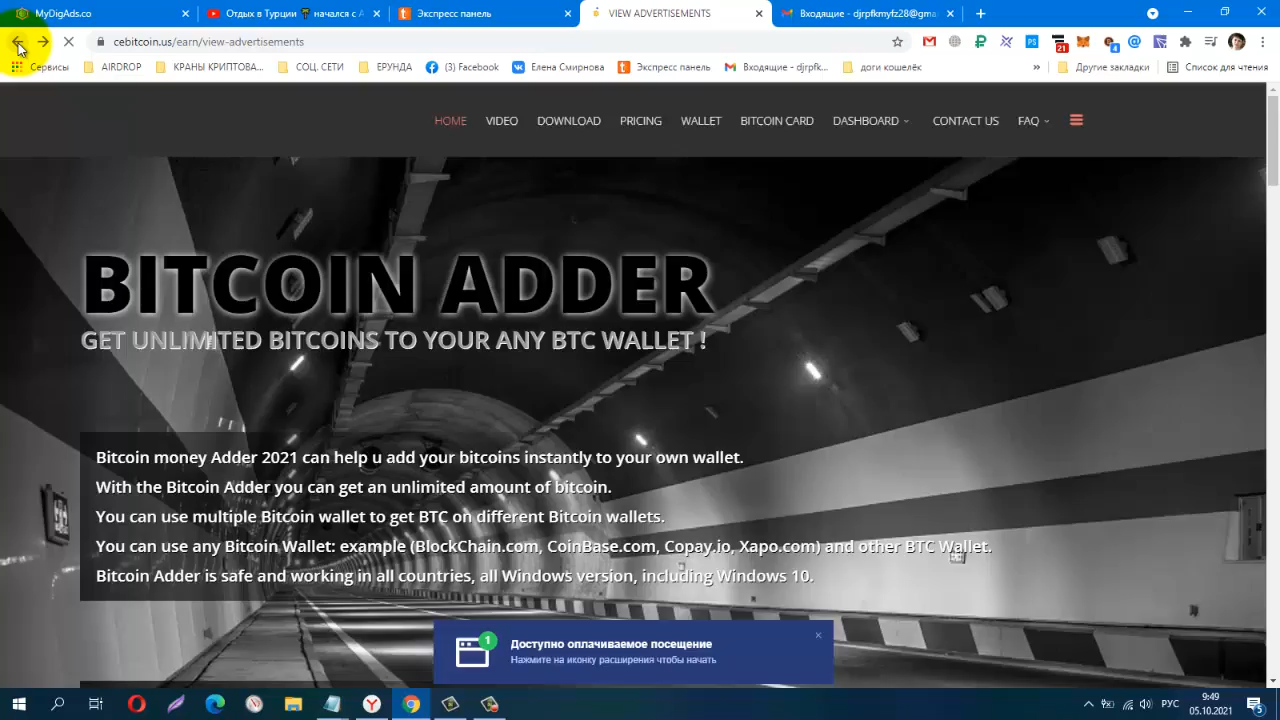 MyDigAds.co
Отдых в Турции начался с А
Экспресс панель
VIEW ADVERTISEMENTS
Входящие - djrpfkmyfz28@gma
cebitcoin.us/earn/view-advertisements
21
4
Сервисы
AIRDROP
КРАНЫ КРИПТОВА...
СОЦ. СЕТИ
ЕРУНДА
(3) Facebook
Елена Смирнова
Экспресс панель
Входящие - djrpfk...
доги кошелёк
»
Другие закладки
Список для чтения
HOME
VIDEO
DOWNLOAD
PRICING
WALLET
BITCOIN CARD
DASHBOARD
CONTACT US
FAQ
BITCOIN ADDER
GET UNLIMITED BITCOINS TO YOUR ANY BTC WALLET !
Bitcoin money Adder 2021 can help u add your bitcoins instantly to your own wallet.
With the Bitcoin Adder you can get an unlimited amount of bitcoin.
You can use multiple Bitcoin wallet to get BTC on different Bitcoin wallets.
You can use any Bitcoin Wallet: example (BlockChain.com, CoinBase.com, Copay.io, Xapo.com) and other BTC Wallet.
Bitcoin Adder is safe and working in all countries, all Windows version, including Windows 10.
1
Доступно оплачиваемое посещение
Нажмите на иконку расширения чтобы начать
РУС
9:49
05.10.2021
5